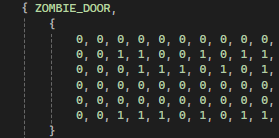 { ZOMBIE_DOOR,
{
0, 0, 0, 0, 0, 0, 0, 0, 0, 0,
0, 0, 1, 1, 0, 0, 1, 0, 1, 1,
0, 0, 0, 1, 1, 1, 0, 1, 0, 1,
0, 0, 0, 0, 0, 0, 0, 0, 0, 0,
0, 0, 0, 0, 0, 0, 0, 0, 0, 0,
0, 0, 1, 1, 1, 0, 1, 0, 1, 1
}